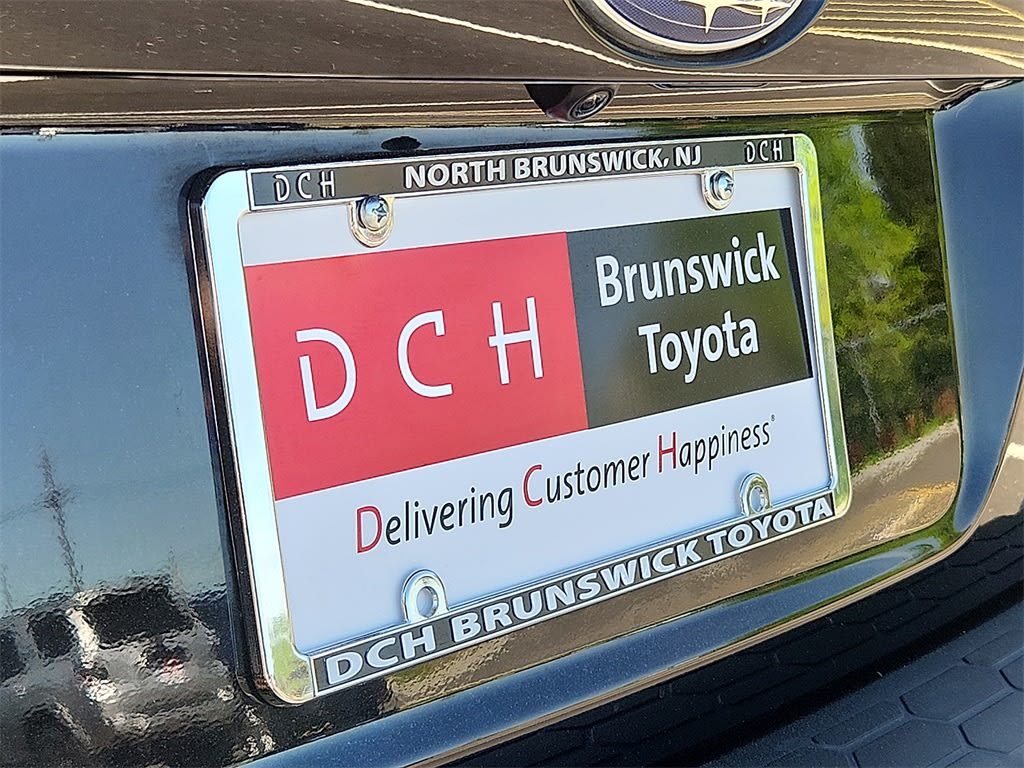 DCH NORTH BRUNSWICK, NJ DCH
DCH
Brunswick
Toyota
Delivering Customer Happiness®
DCH BRUNSWICK TOYOTA